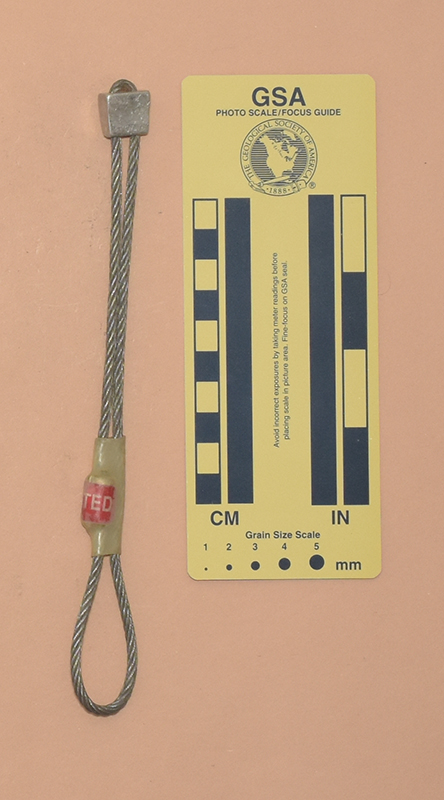 GSA
PHOTO SCALE/FOCUS GUIDE
THE GEOLOGICAL SOCIETY OF AMERICA
1888
®
Avoid incorrect exposures by taking meter readings before
placing scale in picture area. Fine-focus on GSA seal.
CM IN
Grain Size Scale
1 2 3 4 5
mm
TED